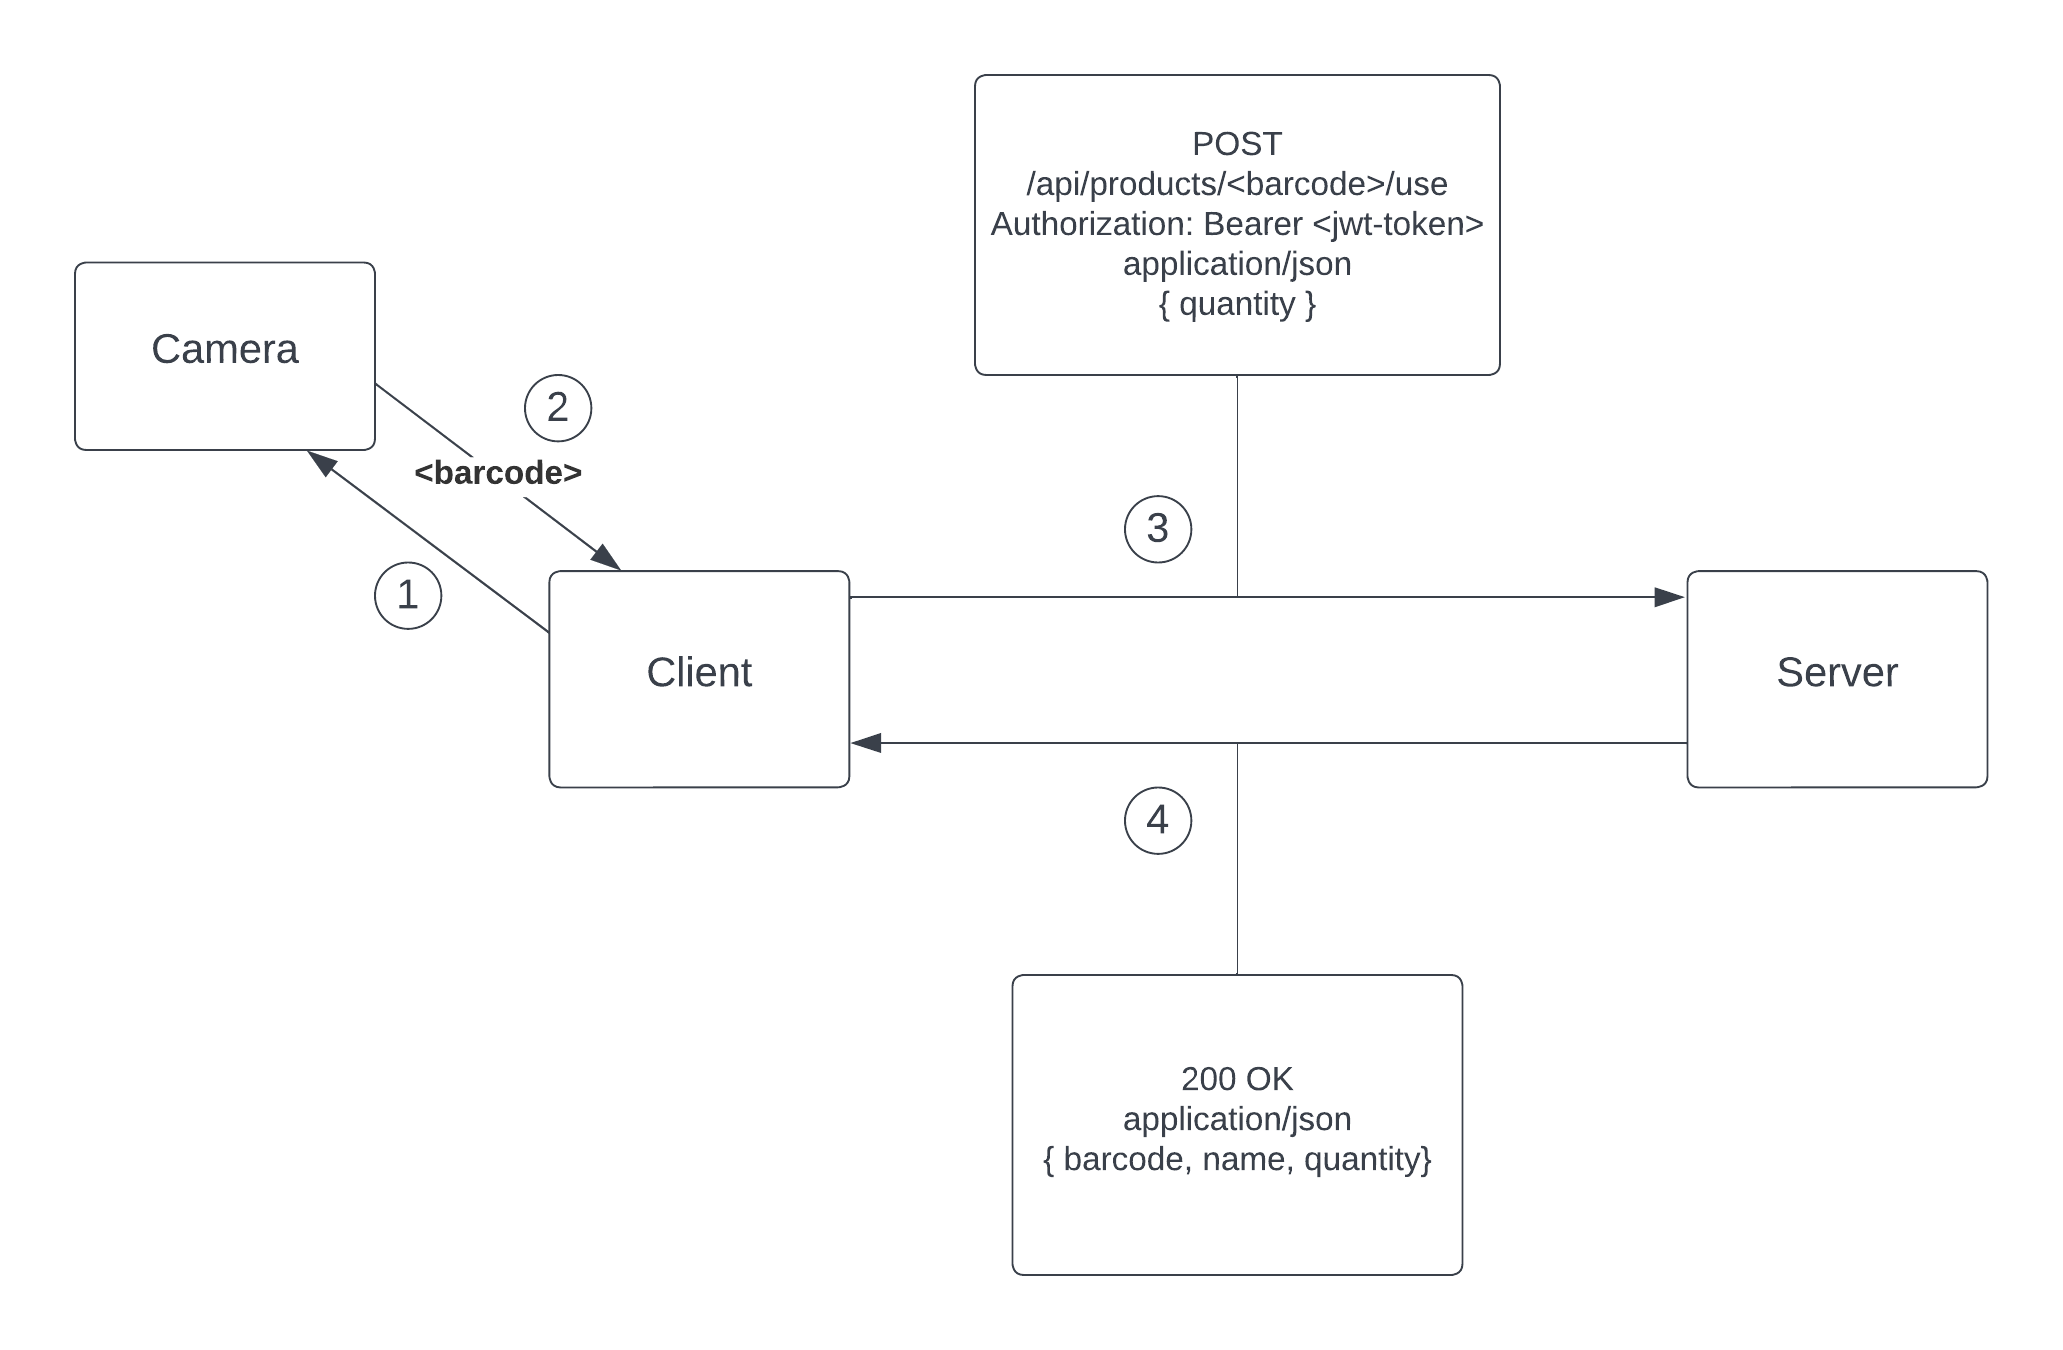 POST
/api/products/<barcode>/use
Authorization: Bearer <jwt-token>
application/json
{ quantity }
Camera
2
<barcode>
1
3
Client
Server
4
200 OK
application/json
{ barcode, name, quantity}